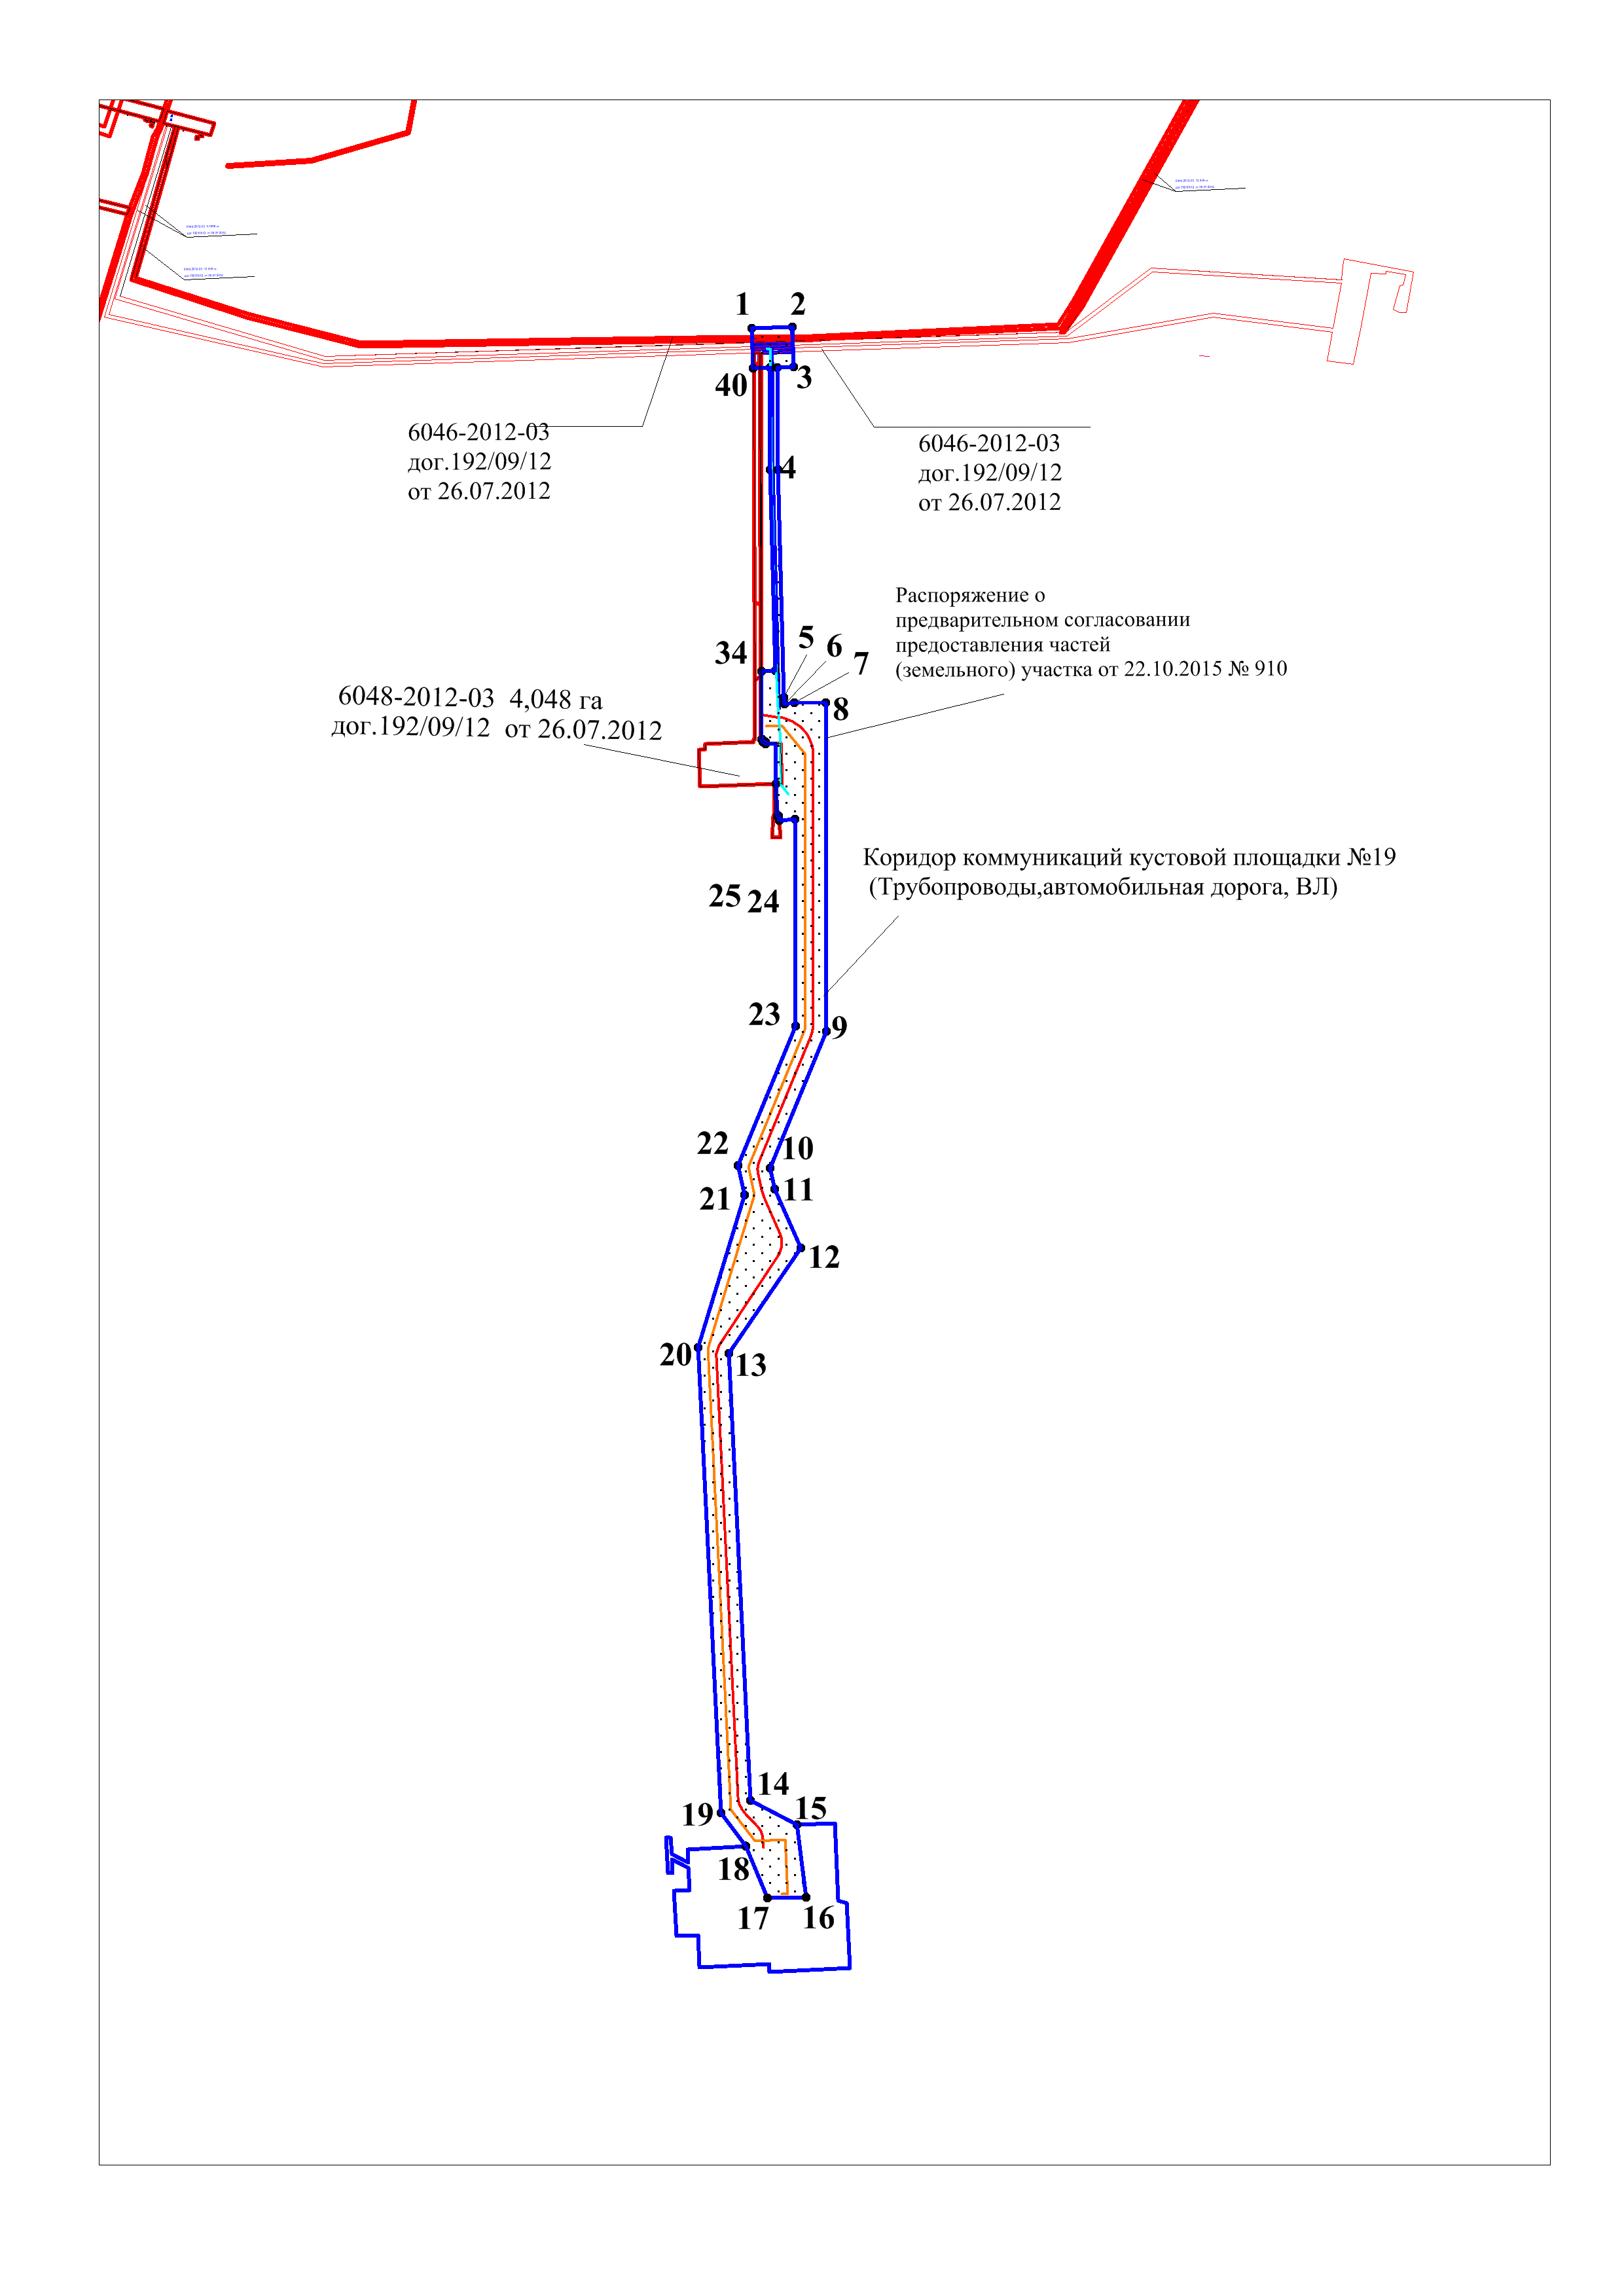 1
2
40
3
6046-2012-03
дог.192/09/12
от 26.07.2012
6046-2012-03
дог.192/09/12
от 26.07.2012
4
Распоряжение о
предварительном согласовании
предоставления частей
(земельного) участка от 22.10.2015 № 910
34
5
6
7
8
6048-2012-03 4,048 га
дог.192/09/12 от 26.07.2012
Коридор коммуникаций кустовой площадки №19
(Трубопроводы,автомобильная дорога, ВЛ)
25
24
23
9
22
10
21
11
12
20
13
14
19
15
18
17
16